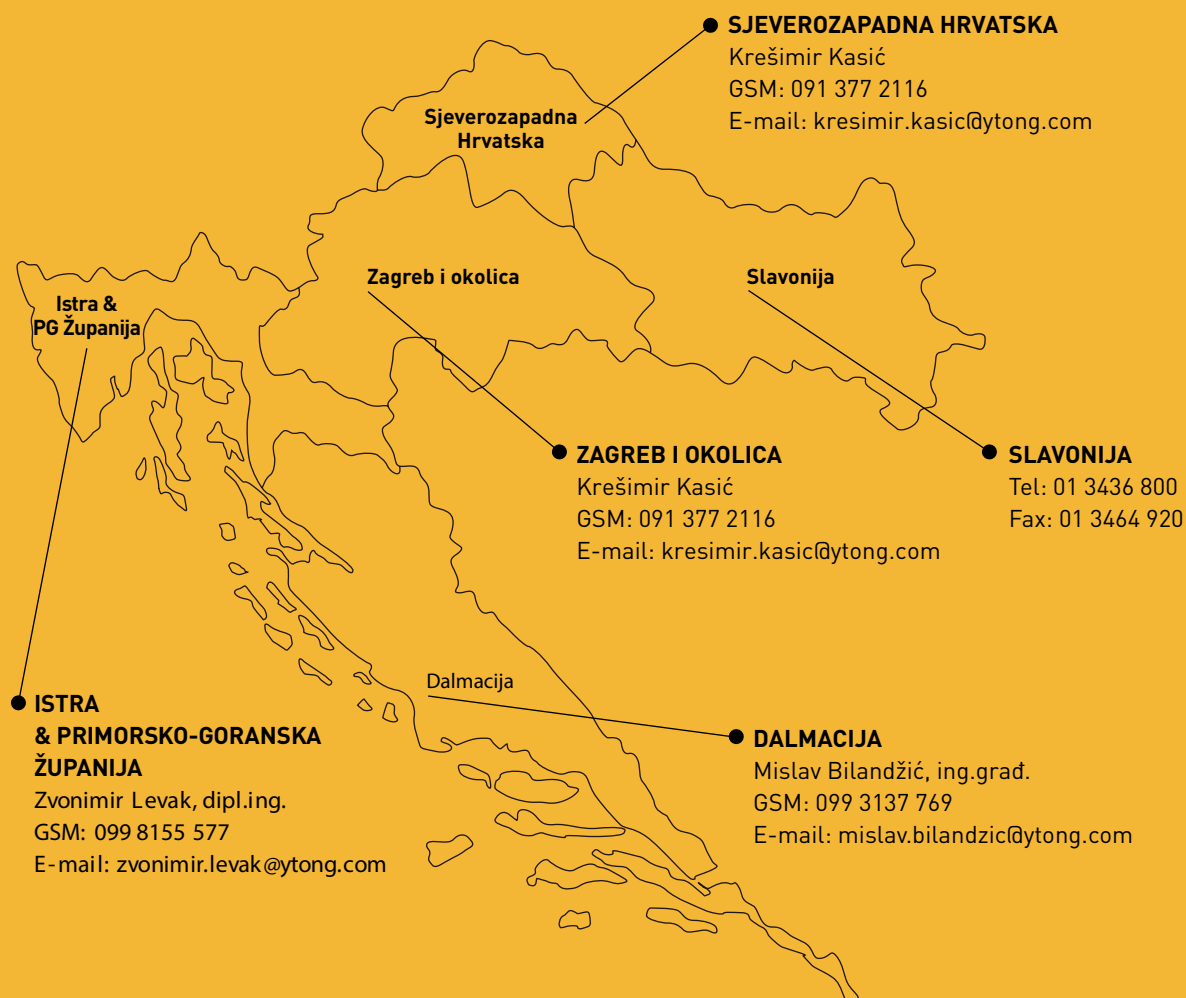 SJEVEROZAPADNA HRVATSKA
Krešimir Kasić
GSM: 091 377 2116
E-mail: kresimir.kasic@ytong.com
Sjeverozapadna
Hrvatska
Zagreb i okolica
Slavonija
Istra &
PG Županija
ZAGREB I OKOLICA
Krešimir Kasić
GSM: 091 377 2116
E-mail: kresimir.kasic@ytong.com
SLAVONIJA
Tel: 01 3436 800
Fax: 01 3464 920
Dalmacija
ISTRA
& PRIMORSKO-GORANSKA
ŽUPANIJA
Zvonimir Levak, dipl.ing.
GSM: 099 8155 577
E-mail: zvonimir.levak@ytong.com
DALMACIJA
Mislav Bilandžić, ing.građ.
GSM: 099 3137 769
E-mail: mislav.bilandzic@ytong.com